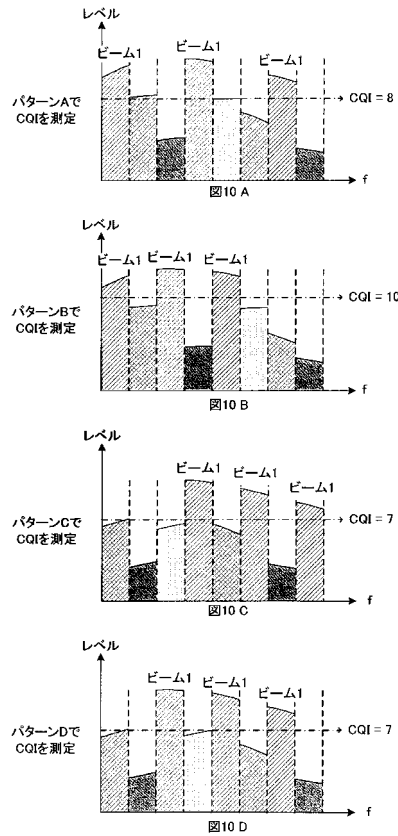 レベル
ビーム1 ビーム1 ビーム1
パターンAで
CQIを測定
CQI = 8
f
図10 A
レベル
ビーム1 ビーム1 ビーム1
パターンBで
CQIを測定
CQI = 10
f
図10 B
レベル
ビーム1 ビーム1 ビーム1
パターンCで
CQIを測定
CQI = 7
f
図10 C
レベル
ビーム1 ビーム1 ビーム1
パターンDで
CQIを測定
CQI = 7
f
図10 D